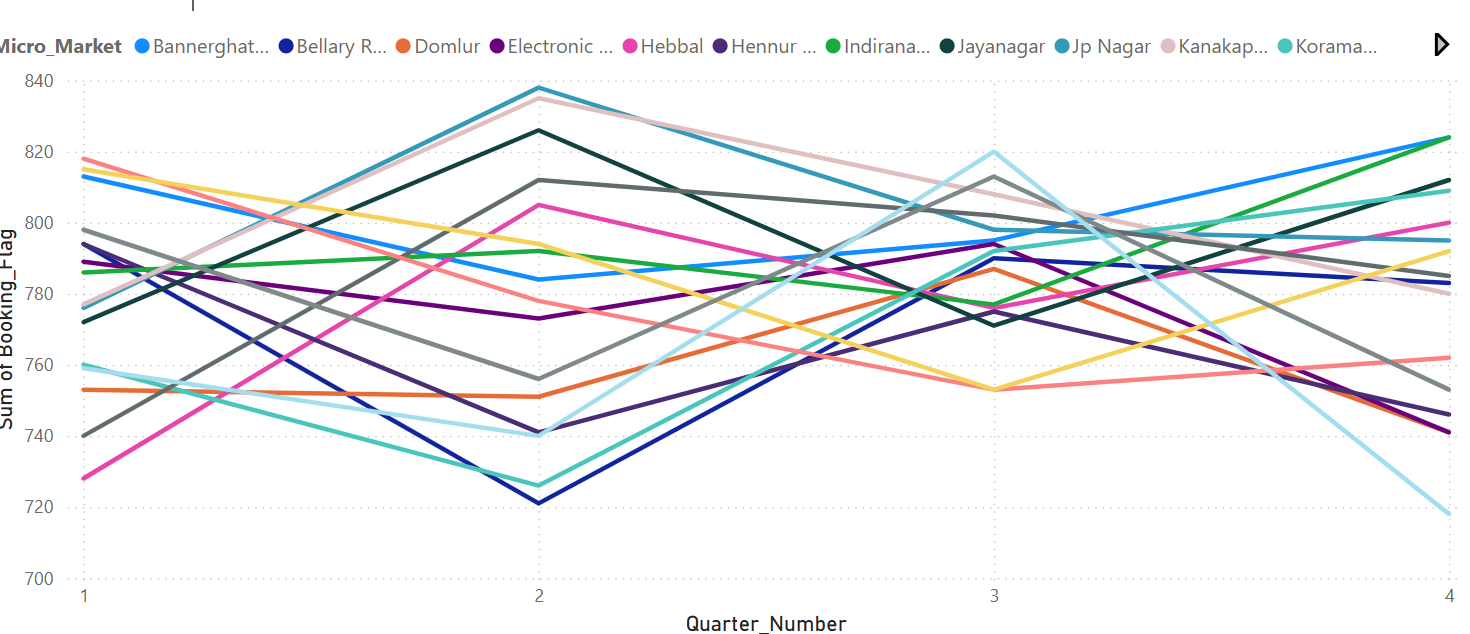 Micro_Market Bannerghat... Bellary R... Domlur Electronic ... Hebbal Hennur ... Indirana... Jayanagar Jp Nagar Kanakap... Korama...
840
820
800
780
760
740
720
700
Sum of Booking_Flag
1 2 3 4
Quarter_Number